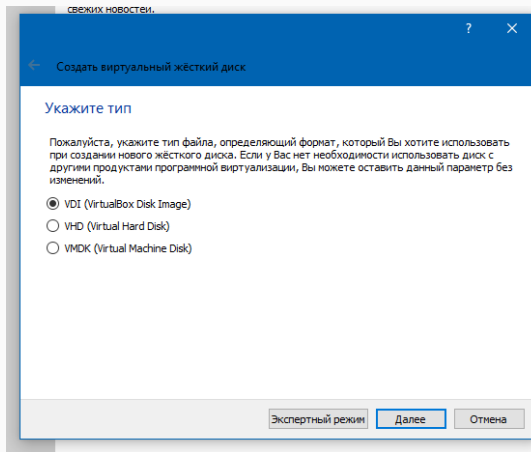 свежих новостей.
?
Создать виртуальный жёсткий диск
Укажите тип
Пожалуйста, укажите тип файла, определяющий формат, который Вы хотите использовать
при создании нового жёсткого диска. Если у Вас нет необходимости использовать диск с
другими продуктами программной виртуализации, Вы можете оставить данный параметр без
изменений.
VDI (VirtualBox Disk Image)
VHD (Virtual Hard Disk)
VMDK (Virtual Machine Disk)
Экспертный режим Далее Отмена